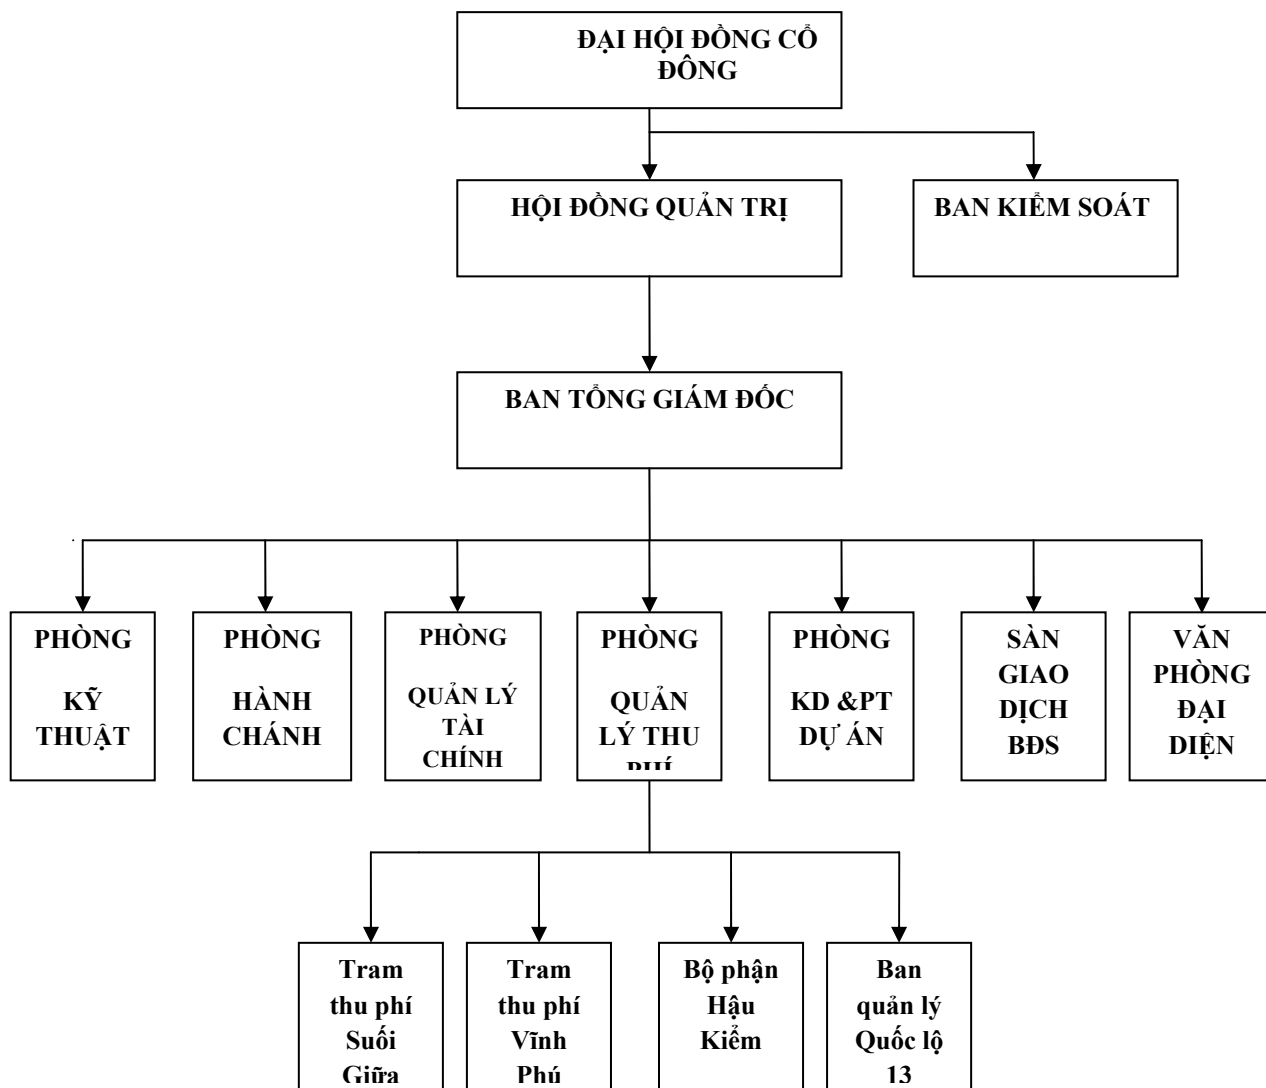 ĐẠI HỘI ĐỒNG CỔ
ĐÔNG
HỘI ĐỒNG QUẢN TRỊ
BAN KIỂM SOÁT
BAN TỔNG GIÁM ĐỐC
PHÒNG
KỸ
THUẬT
PHÒNG
HÀNH
CHÁNH
PHÒNG
QUẢN LÝ
TÀI
CHÍNH
PHÒNG
QUẢN
LÝ THU
PHÍ
PHÒNG
KD &PT
DỰ ÁN
SÀN
GIAO
DỊCH
BĐS
VĂN
PHÒNG
ĐẠI
DIỆN
Tram
thu phí
Suối
Giữa
Tram
thu phí
Vĩnh
Phú
Bộ phận
Hậu
Kiểm
Ban
quản lý
Quốc lộ
13